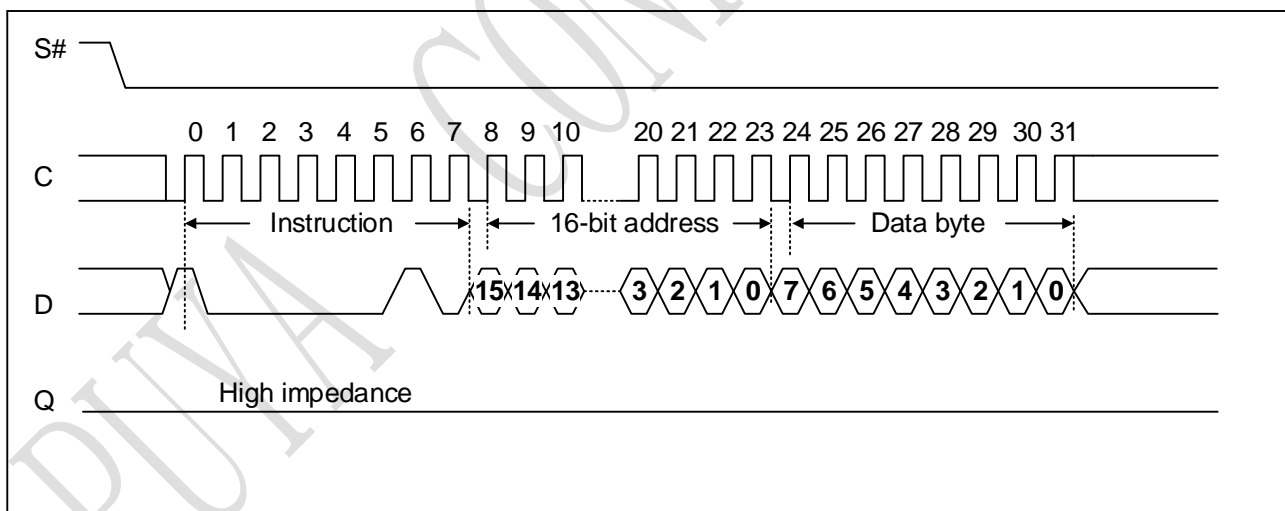 S#
0 1 2 3 4 5 6 7 8 9 10 20 21 22 23 24 25 26 27 28 29 30 31
C
Instruction 16-bit address Data byte
D 15 14 13 3 2 1 0 7 6 5 4 3 2 1 0
High impedance
Q
PUYA CON